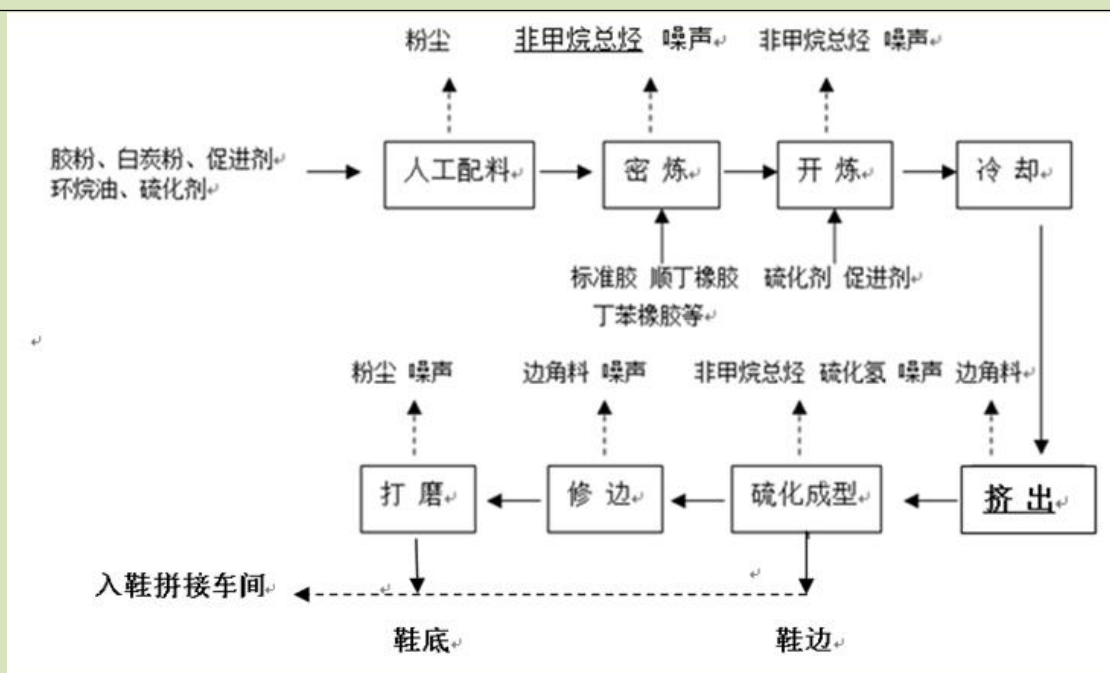 粉尘 非甲烷总烃 噪声 非甲烷总烃 噪声
胶粉、白炭粉、促进剂
环烷油、硫化剂
人工配料 密 炼 开 炼 冷 却
标准胶 顺丁橡胶 硫化剂 促进剂
丁苯橡胶等
粉尘 噪声 边角料 噪声 非甲烷总烃 硫化氢 噪声 边角料
打 磨 修 边 硫化成型 挤 出
入鞋拼接车间
鞋底 鞋边